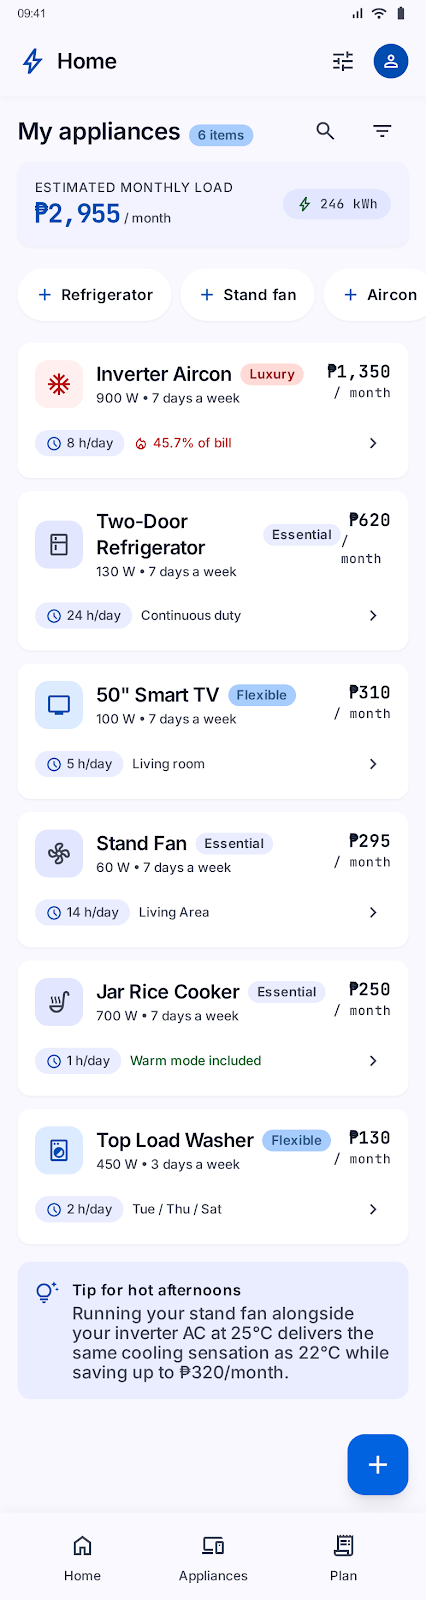 09:41
Home
My appliances 6 items
ESTIMATED MONTHLY LOAD
₱2,955 / month
246 kWh
+ Refrigerator
+ Stand fan
+ Aircon
Inverter Aircon Luxury ₱1,350
900 W • 7 days a week / month
8 h/day 45.7% of bill
Two-Door
Refrigerator
Essential ₱620
/
month
130 W • 7 days a week
24 h/day Continuous duty
50" Smart TV Flexible ₱310
100 W • 7 days a week / month
5 h/day Living room
Stand Fan Essential ₱295
60 W • 7 days a week / month
14 h/day Living Area
Jar Rice Cooker Essential ₱250
700 W • 7 days a week / month
1 h/day Warm mode included
Top Load Washer Flexible ₱130
450 W • 3 days a week / month
2 h/day Tue / Thu / Sat
Tip for hot afternoons
Running your stand fan alongside
your inverter AC at 25°C delivers the
same cooling sensation as 22°C while
saving up to ₱320/month.
+
Home
Appliances
Plan